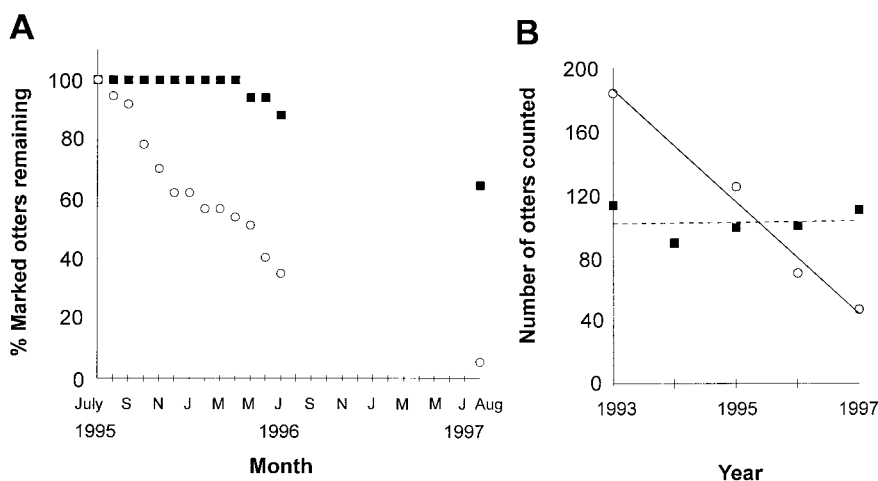 A
% Marked otters remaining
100
80
60
40
20
0
July S N J M M J S N J M M J Aug
1995 1996 1997
Month
B
Number of otters counted
200
160
120
80
40
0
1993 1995 1997
Year